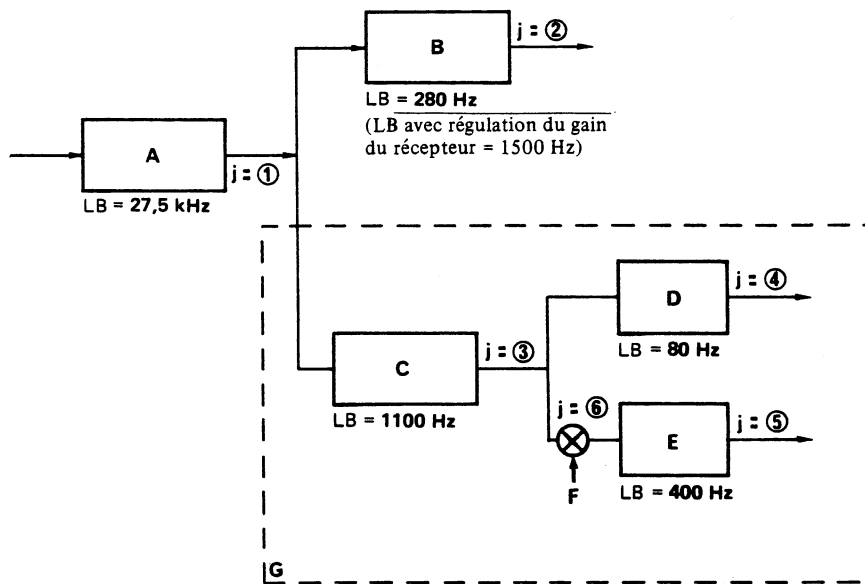 B
j = ②
LB = 280 Hz
(LB avec régulation du gain
du récepteur = 1500 Hz)
A
j = ①
LB = 27,5 kHz
D
j = ④
LB = 80 Hz
C
j = ③
LB = 1100 Hz
j = ⑥
E
j = ⑤
F
LB = 400 Hz
G